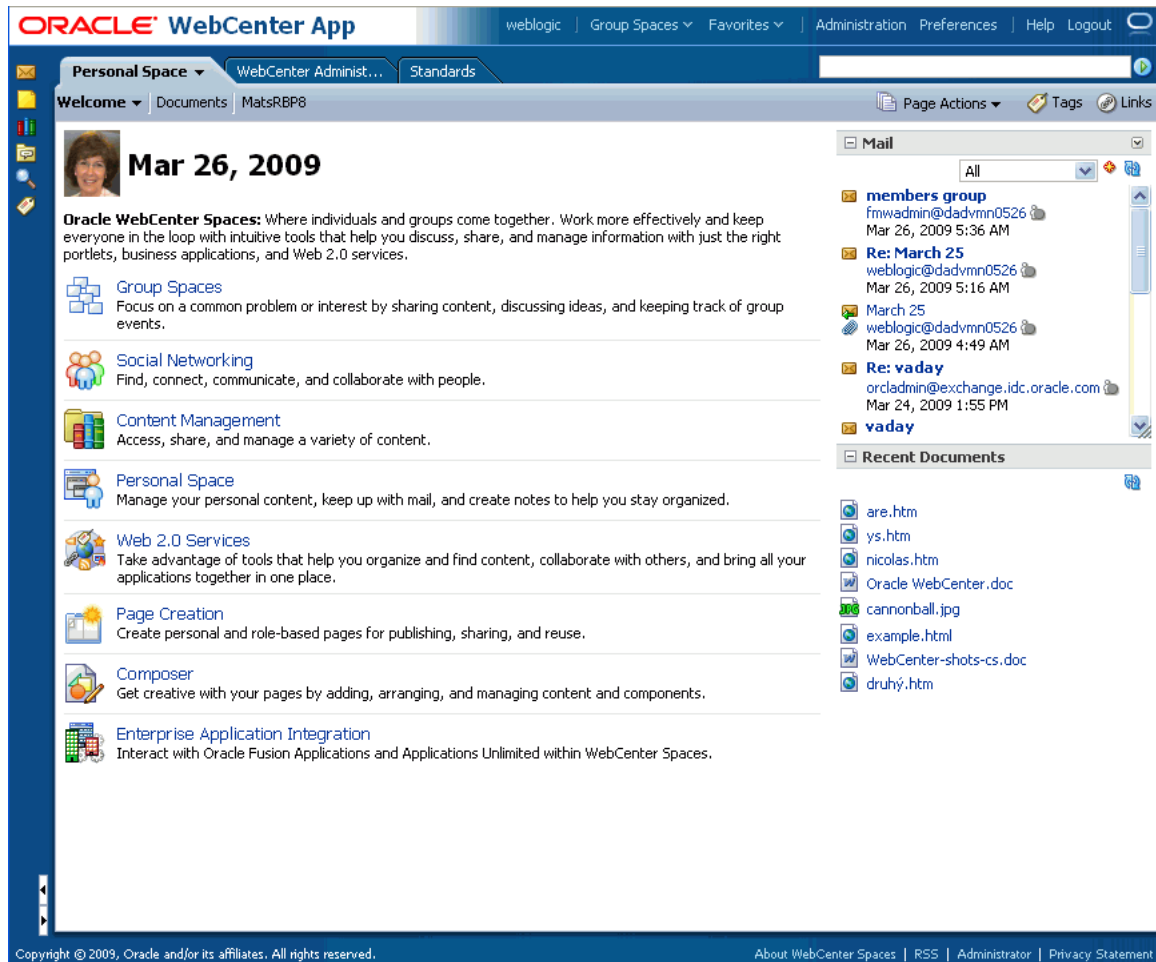 ORACLE WebCenter App
weblogic | Group Spaces | Favorites | Administration Preferences | Help Logout
Personal Space WebCenter Administ... Standards
Welcome Documents MatsRBP8
Page Actions Tags Links
Mar 26, 2009
Oracle WebCenter Spaces: Where individuals and groups come together. Work more effectively and keep
everyone in the loop with intuitive tools that help you discuss, share, and manage information with just the right
portlets, business applications, and Web 2.0 services.
Group Spaces
Focus on a common problem or interest by sharing content, discussing ideas, and keeping track of group
events.
Social Networking
Find, connect, communicate, and collaborate with people.
Content Management
Access, share, and manage a variety of content.
Personal Space
Manage your personal content, keep up with mail, and create notes to help you stay organized.
Web 2.0 Services
Take advantage of tools that help you organize and find content, collaborate with others, and bring all your
applications together in one place.
Page Creation
Create personal and role-based pages for publishing, sharing, and reuse.
Composer
Get creative with your pages by adding, arranging, and managing content and components.
Enterprise Application Integration
Interact with Oracle Fusion Applications and Applications Unlimited within WebCenter Spaces.
Mail
All
members group
fmwadmin@dadvmn0526
Mar 26, 2009 5:36 AM
Re: March 25
weblogic@dadvmn0526
Mar 26, 2009 5:16 AM
March 25
weblogic@dadvmn0526
Mar 26, 2009 4:49 AM
Re: vaday
orcladmin@exchange.idc.oracle.com
Mar 24, 2009 1:55 PM
vaday
Recent Documents
are.htm
ys.htm
nicolas.htm
Oracle WebCenter.doc
JPG cannonball.jpg
example.html
WebCenter-shots-cs.doc
druhý.htm
Copyright © 2009, Oracle and/or its affiliates. All rights reserved.
About WebCenter Spaces | RSS | Administrator | Privacy Statement